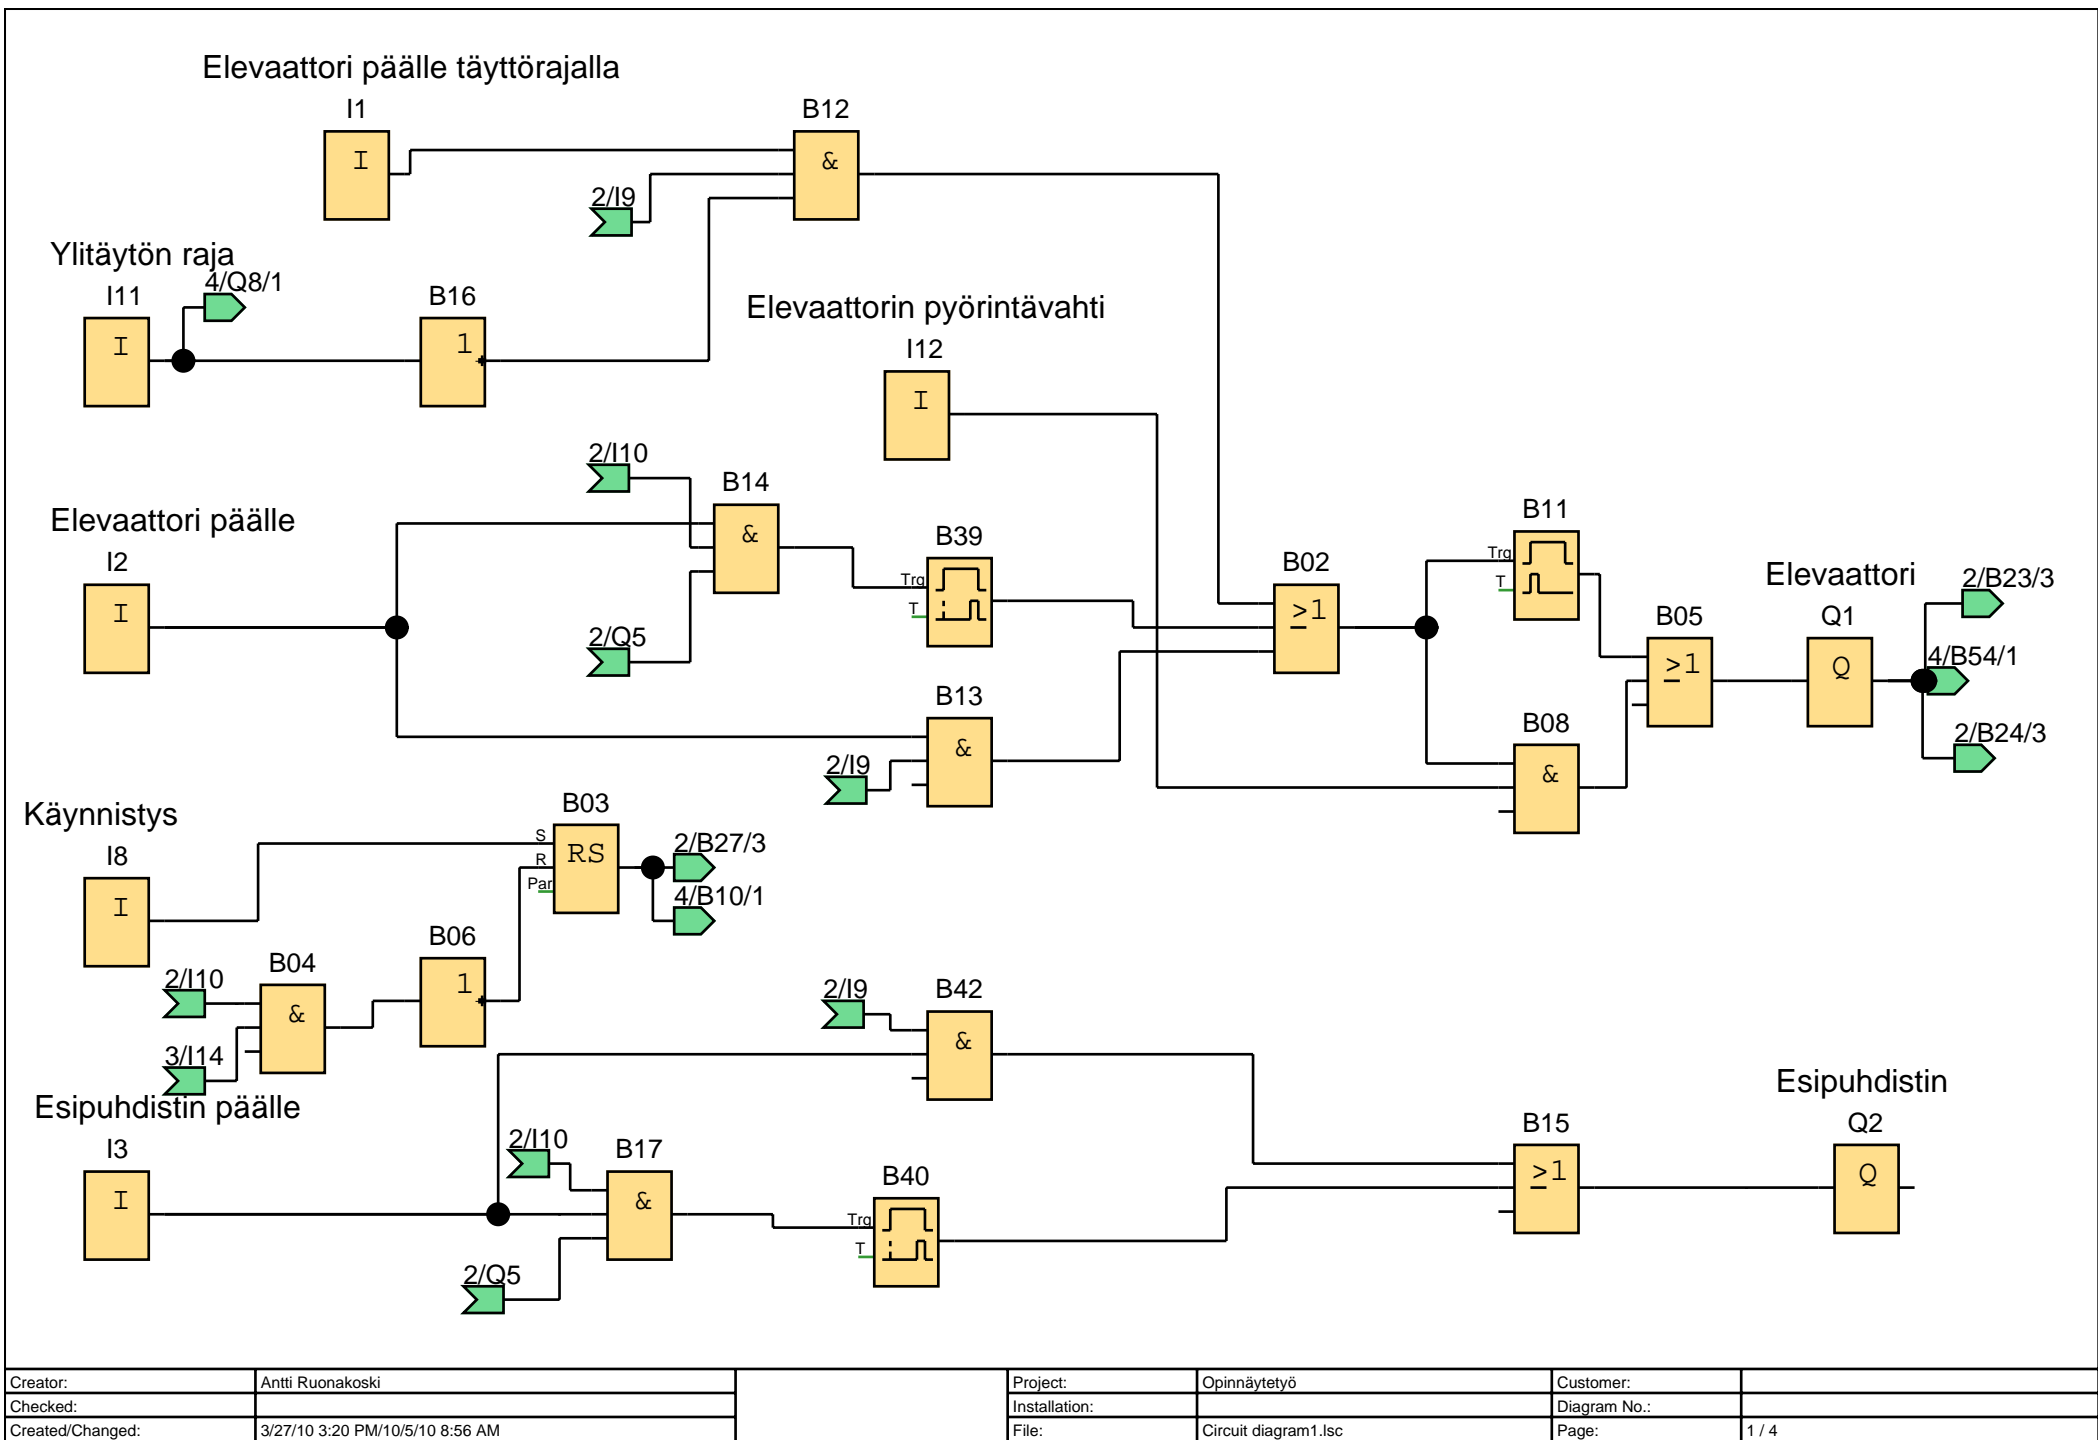 Elevaattori päälle täyttörajalla
I1
I
B12
&
2/I9
Ylitäytön raja
4/Q8/1
I11
I
B16
1
Elevaattorin pyörintävahti
I12
I
2/I10
B14
&
Elevaattori päälle
I2
I
2/Q5
B39
Trg
T
B13
&
2/I9
B02
≥1
B11
Trg
T
B08
&
B05
≥1
Elevaattori
Q1
Q
2/B23/3
4/B54/1
2/B24/3
Käynnistys
I8
I
B03
S
R
Par
RS
2/B27/3
4/B10/1
B06
1
B04
&
2/I10
3/I14
2/I9
B42
&
Esipuhdistin päälle
I3
I
2/I10
B17
&
2/Q5
B40
Trg
T
B15
≥1
Esipuhdistin
Q2
Q
Creator: Antti Ruonakoski Project: Opinnäytetyö Customer:
Checked: Installation: Diagram No.:
Created/Changed: 3/27/10 3:20 PM/10/5/10 8:56 AM File: Circuit diagram1.lsc Page: 1 / 4